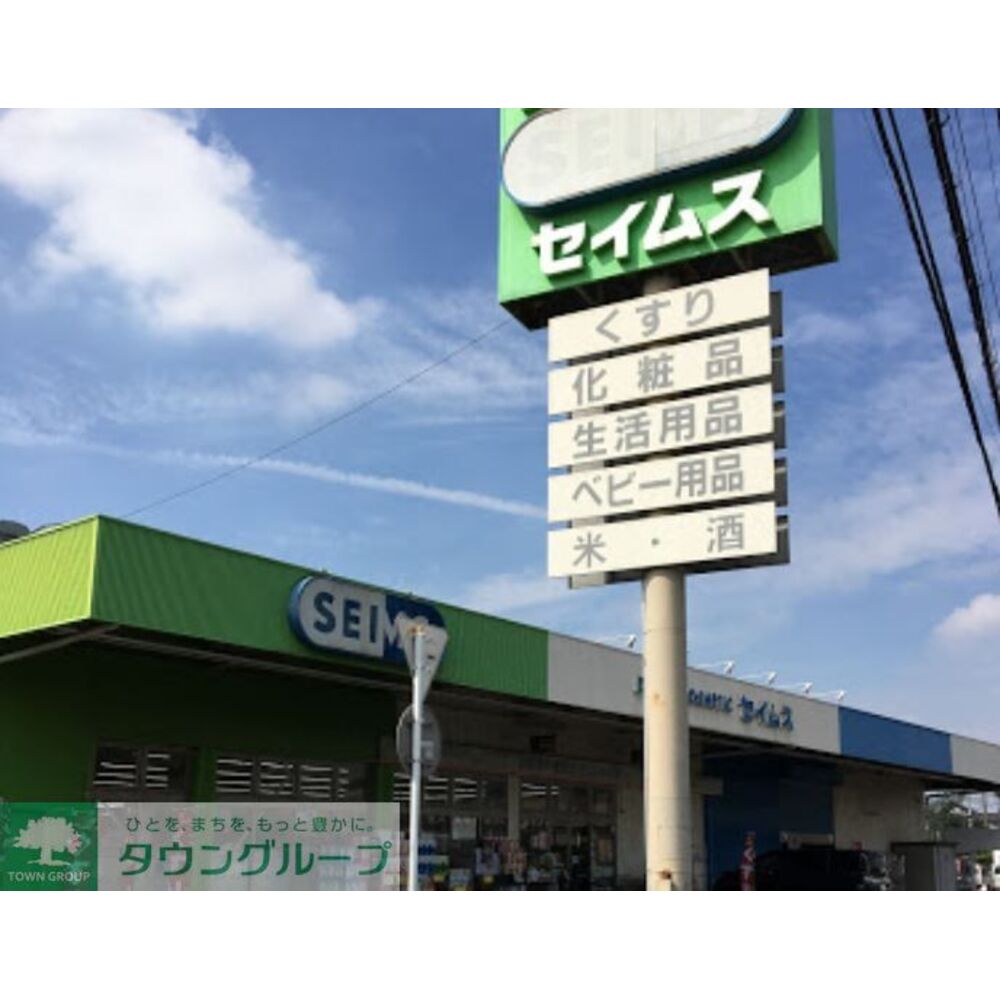 SEIMS
セイムス
くすり
化粧品
生活用品
ベビー用品
米・酒
SEIMS
セイムス
ひとを、まちを、もっと豊かに。
タウングループ
TOWN GROUP